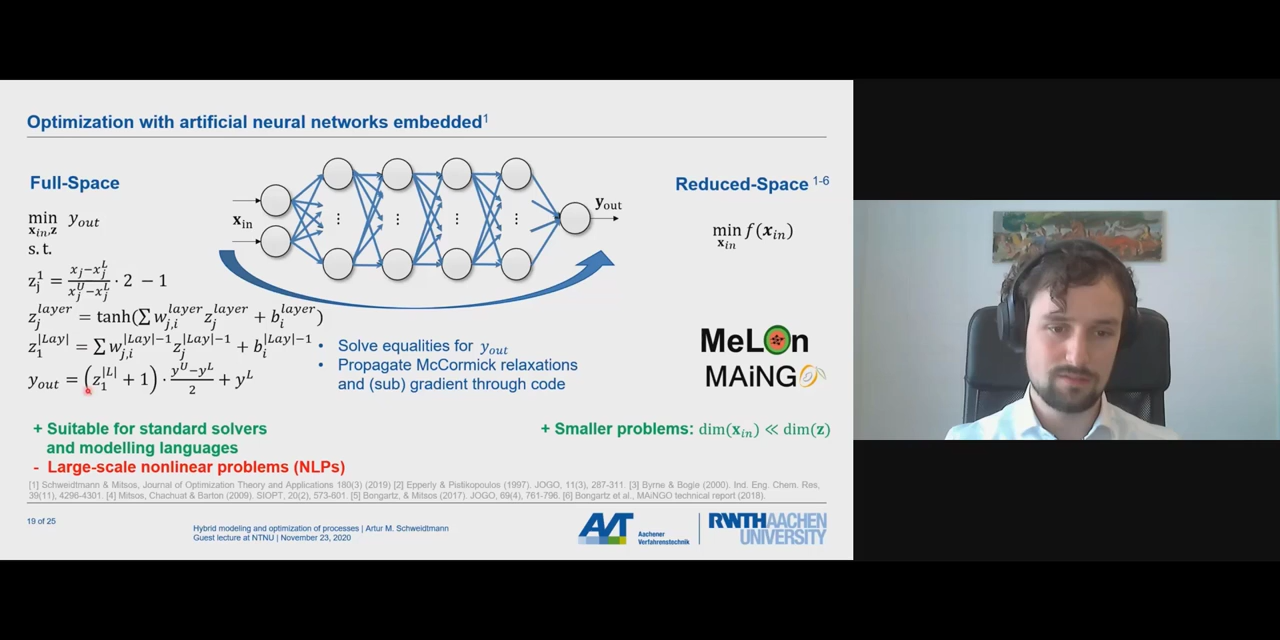 Optimization with artificial neural networks embedded¹
Full-Space
min y_out
x_in,z
s.t.
z_j^1 = (x_j − x_j^L)/(x_j^U − x_j^L) · 2 − 1
z_j^layer = tanh(∑ w_{j,i}^layer z_j^layer + b_i^layer)
z_1^|Lay| = ∑ w_{j,i}^{|Lay|−1} z_j^{|Lay|−1} + b_i^{|Lay|−1}
y_out = (z_1^|L| + 1) · (y^U − y^L)/2 + y^L
+ Suitable for standard solvers
and modelling languages
- Large-scale nonlinear problems (NLPs)
x_in
⋮ ⋮ ⋮ ⋮
y_out
• Solve equalities for y_out
• Propagate McCormick relaxations
and (sub) gradient through code
Reduced-Space ¹⁻⁶
min f(x_in)
x_in
MeLOn
MAiNGO
+ Smaller problems: dim(x_in) ≪ dim(z)
[1] Schweidtmann & Mitsos, Journal of Optimization Theory and Applications 180(3) (2019) [2] Epperly & Pistikopoulos (1997). JOGO, 11(3), 287-311. [3] Byrne & Bogle (2000). Ind. Eng. Chem. Res,
39(11), 4296-4301. [4] Mitsos, Chachuat & Barton (2009). SIOPT, 20(2), 573-601. [5] Bongartz, & Mitsos (2017). JOGO, 69(4), 761-796. [6] Bongartz et al., MAiNGO technical report (2018).
19 of 25
Hybrid modeling and optimization of processes | Artur M. Schweidtmann
Guest lecture at NTNU | November 23, 2020
AVT
Aachener
Verfahrenstechnik
RWTH AACHEN
UNIVERSITY